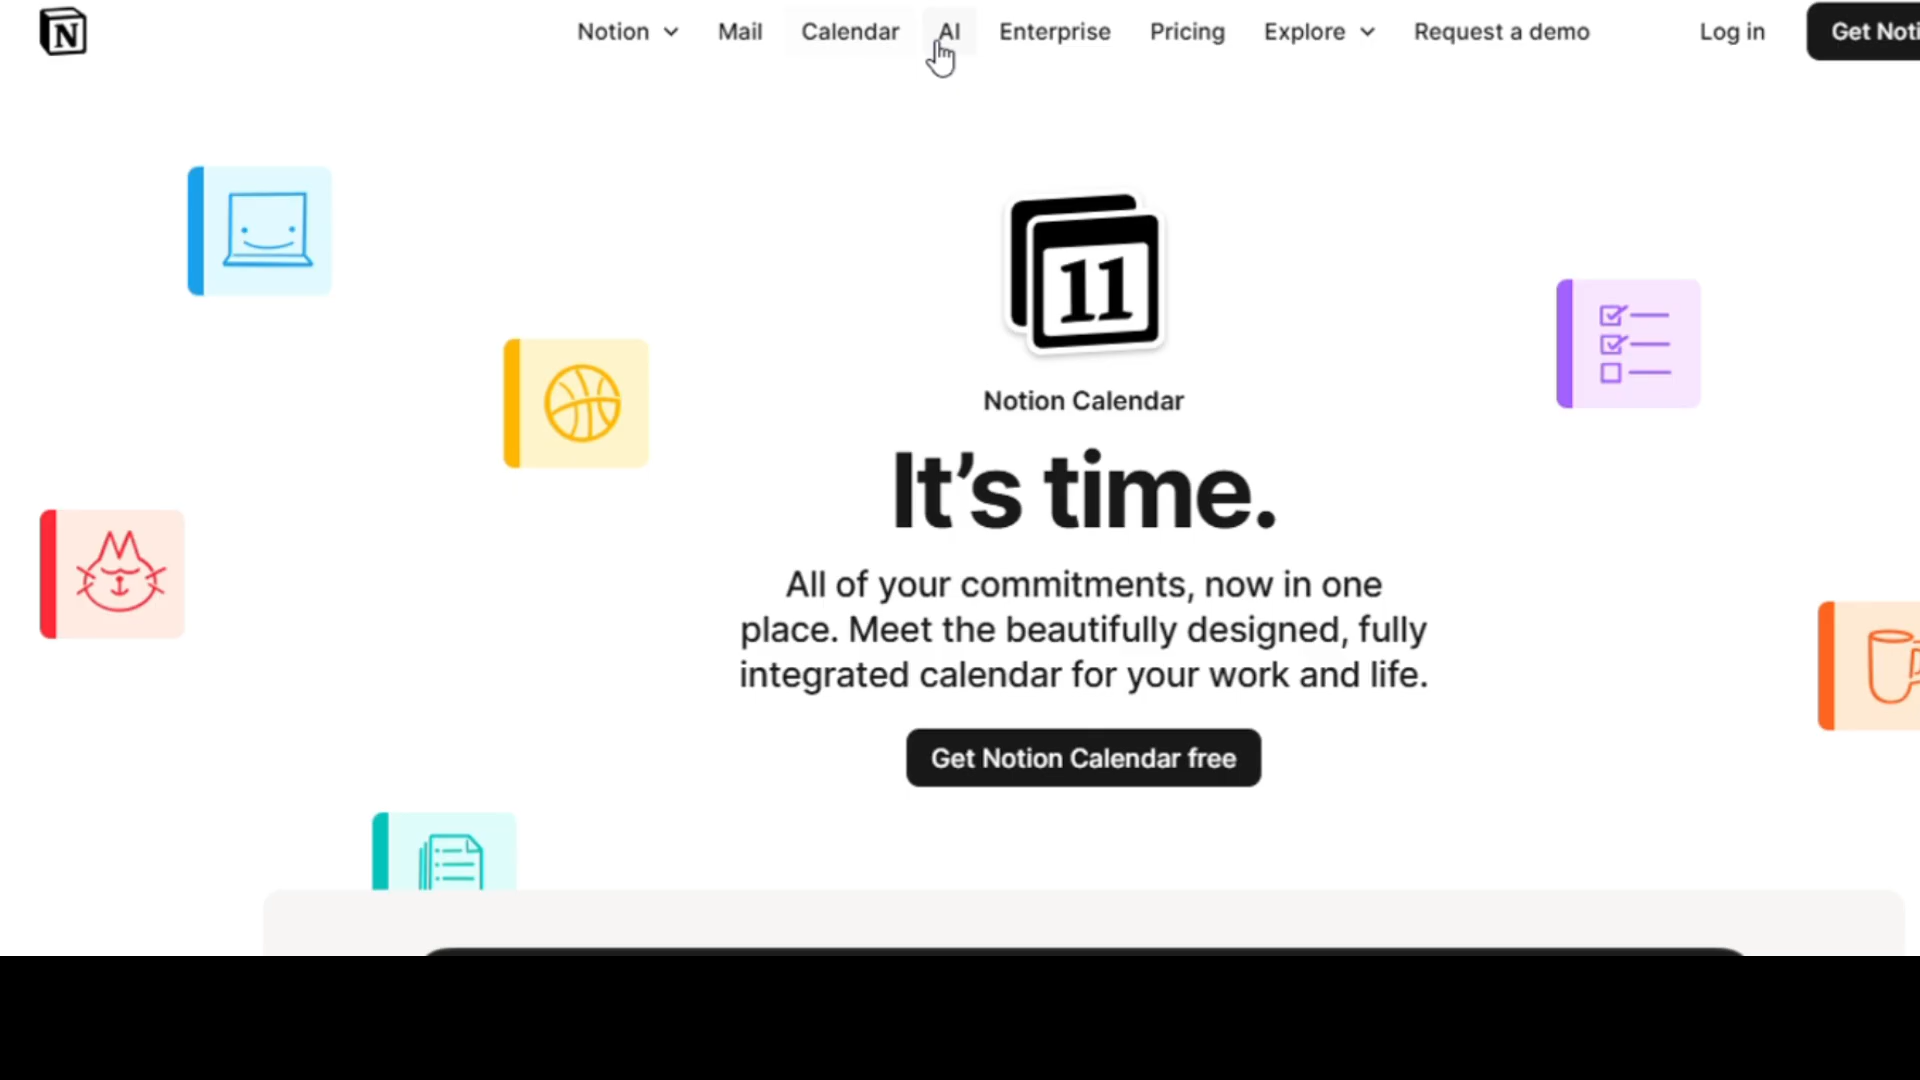 N Notion Mail Calendar AI Enterprise Pricing Explore Request a demo Log in Get Noti
11
Notion Calendar
It’s time.
All of your commitments, now in one
place. Meet the beautifully designed, fully
integrated calendar for your work and life.
Get Notion Calendar free